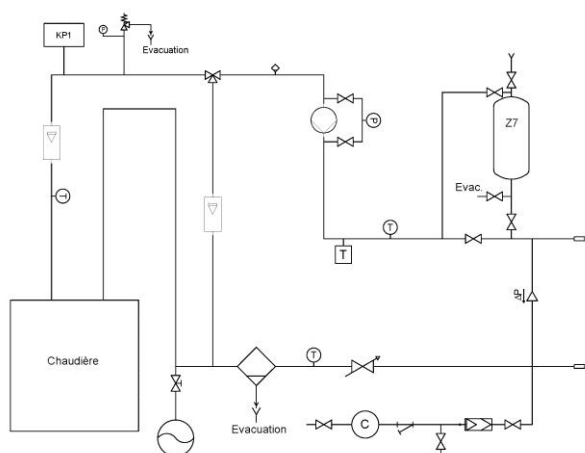 KP1
P
Evacuation
P
Z7
T
Evac.
T
T
ΔP
Chaudière
T
C
Evacuation